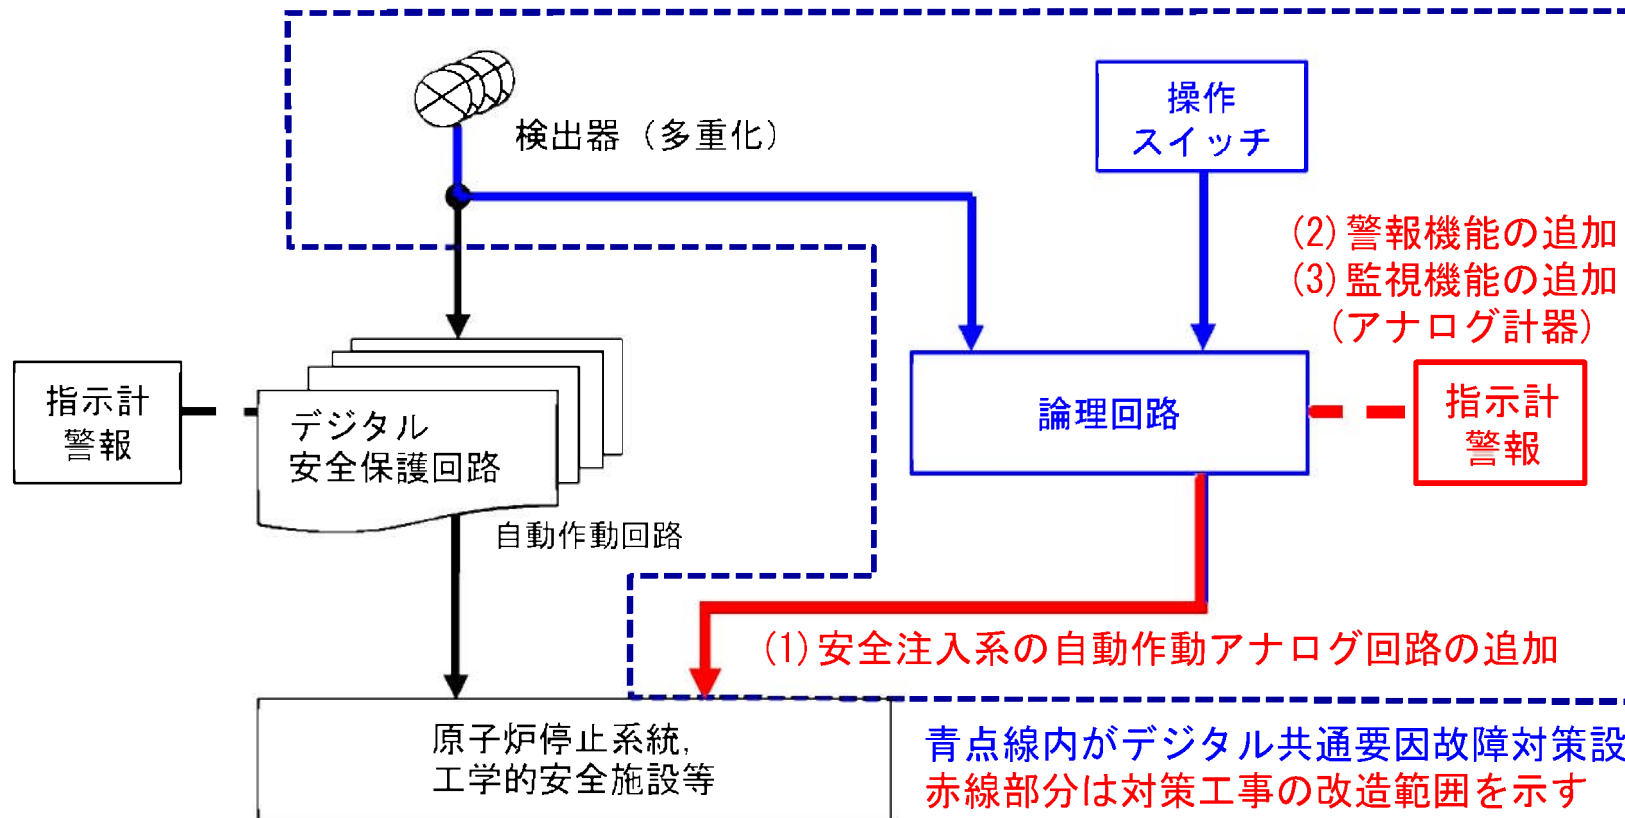 検出器（多重化）
操作
スイッチ
(2)警報機能の追加
(3)監視機能の追加
(アナログ計器)
指示計
警報
デジタル
安全保護回路
論理回路
指示計
警報
自動作動回路
(1)安全注入系の自動作動アナログ回路の追加
原子炉停止系統,
工学的安全施設等
青点線内がデジタル共通要因故障対策設
赤線部分は対策工事の改造範囲を示す